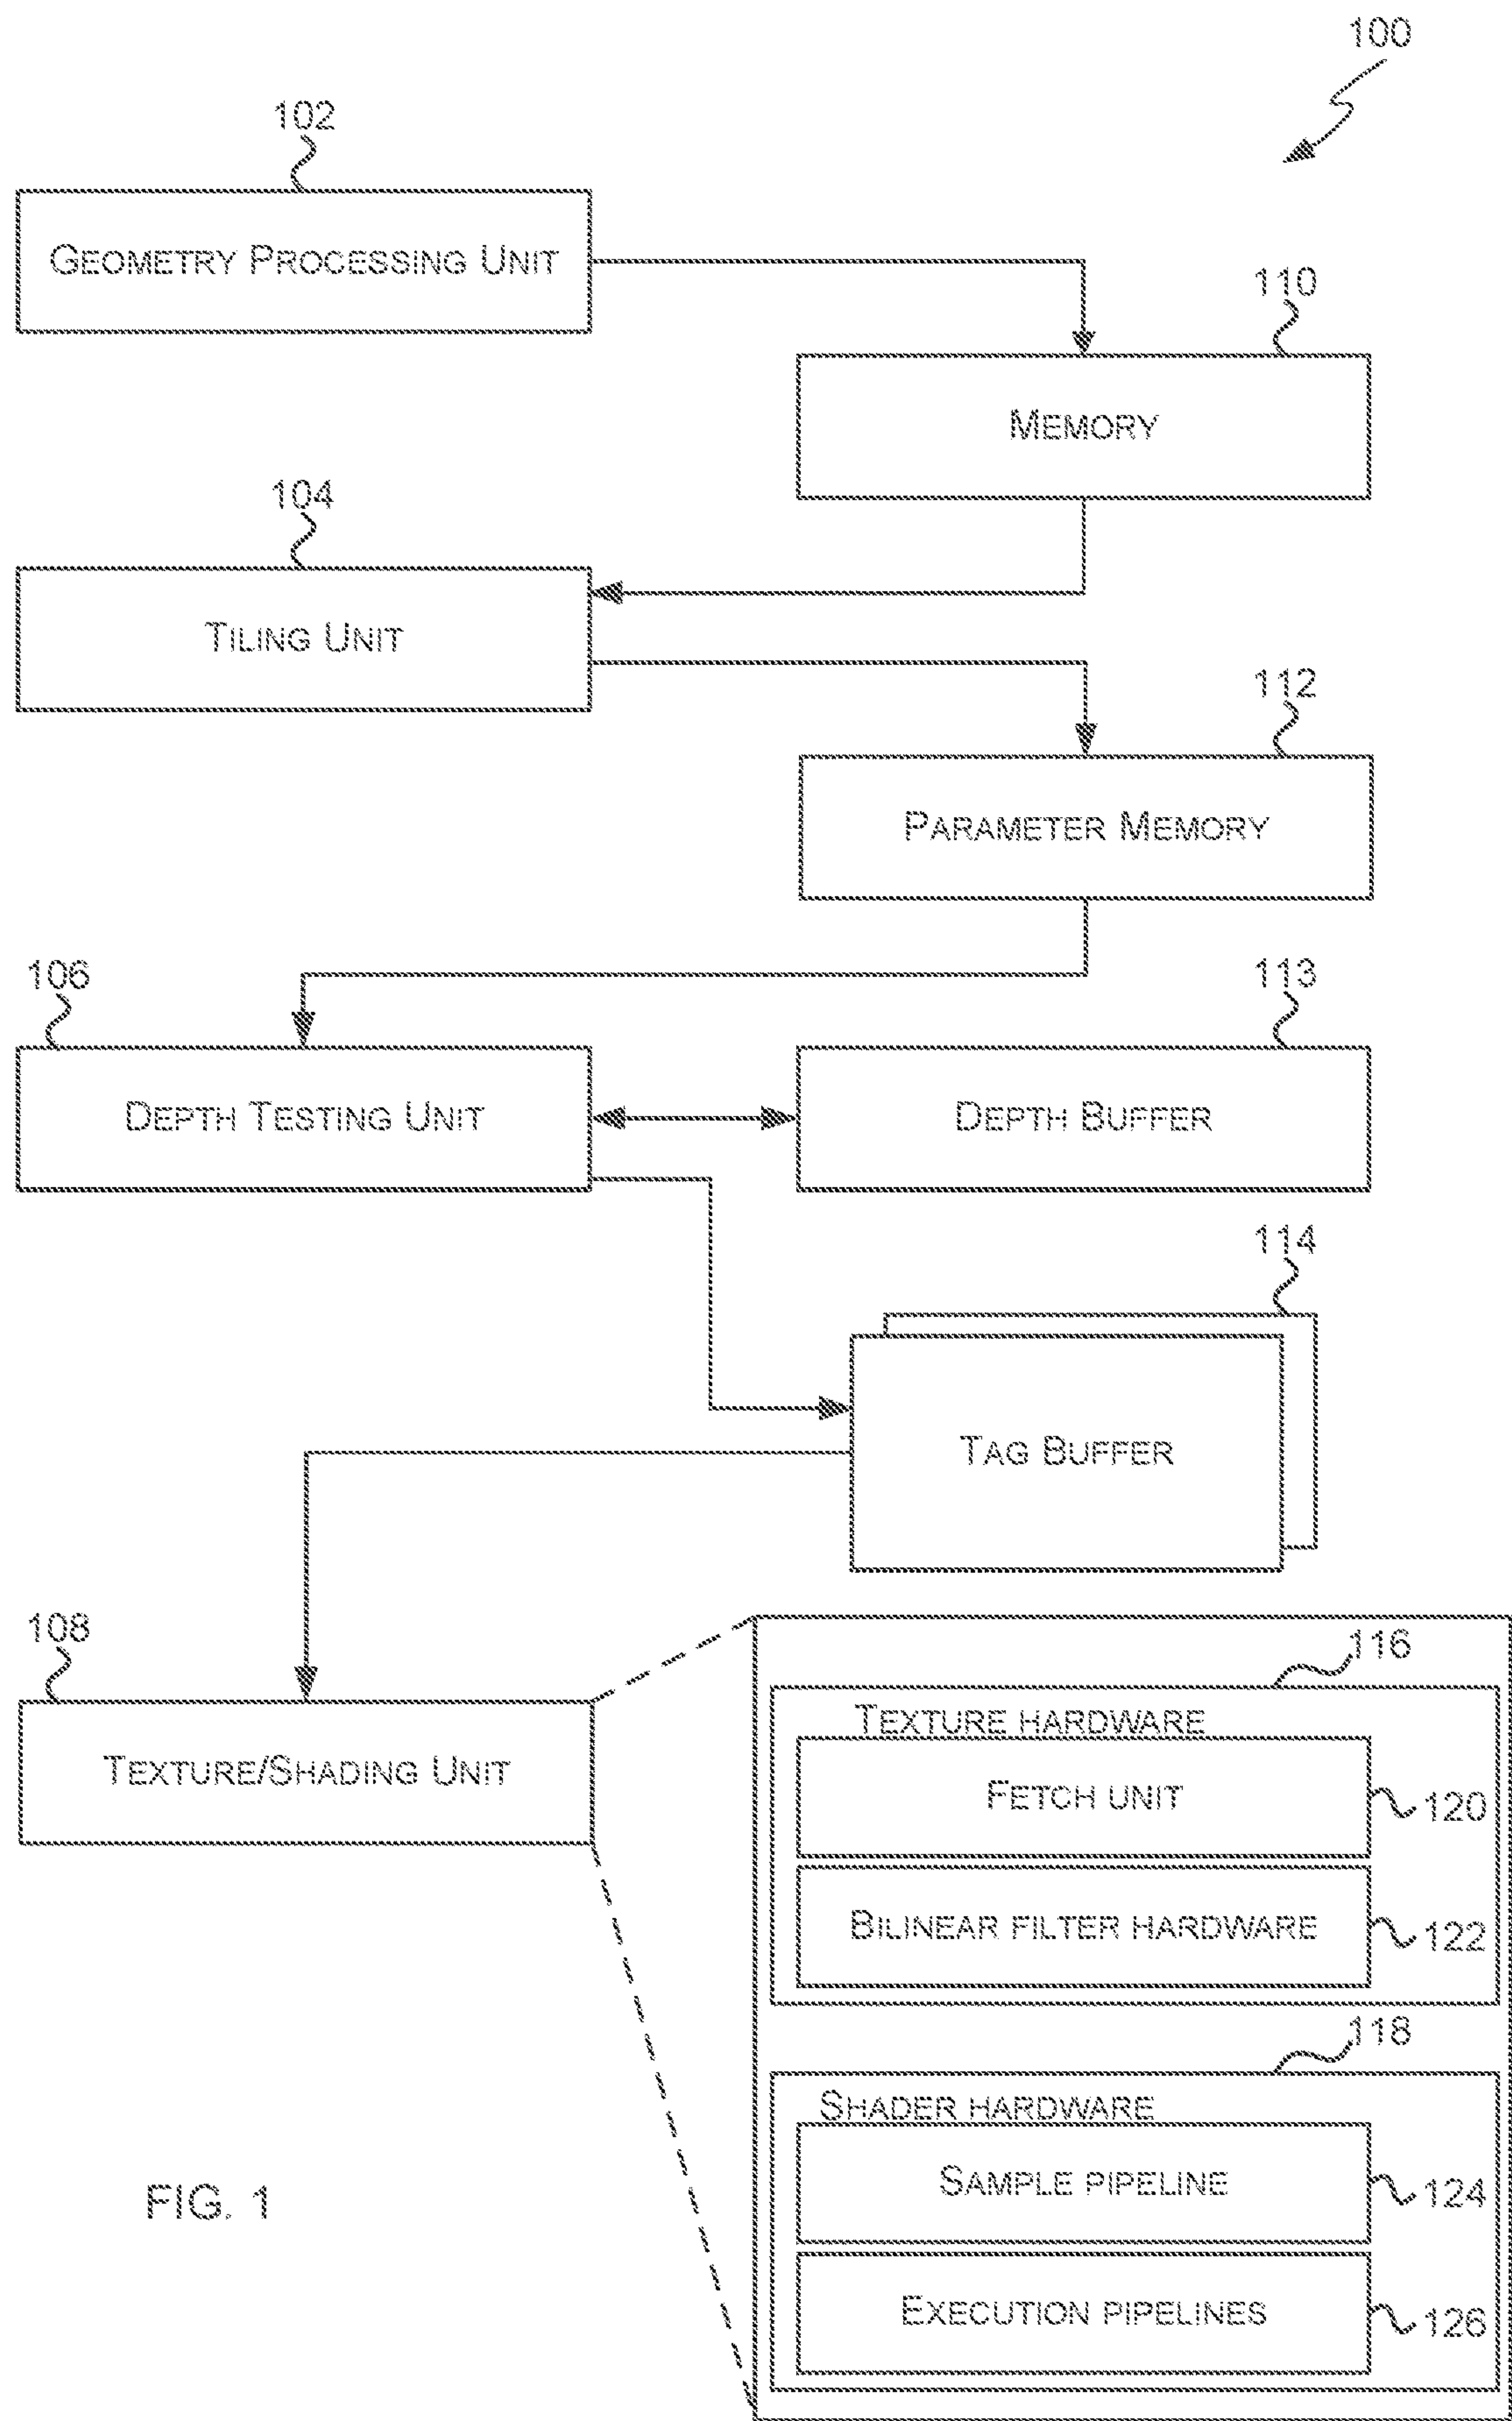 100
102
GEOMETRY PROCESSING UNIT
110
MEMORY
104
TILING UNIT
112
PARAMETER MEMORY
106
113
DEPTH TESTING UNIT
DEPTH BUFFER
114
TAG BUFFER
108
116
TEXTURE HARDWARE
TEXTURE/SHADING UNIT
FETCH UNIT
120
BILINEAR FILTER HARDWARE
122
118
SHADER HARDWARE
SAMPLE PIPELINE
124
FIG. 1
EXECUTION PIPELINES
126